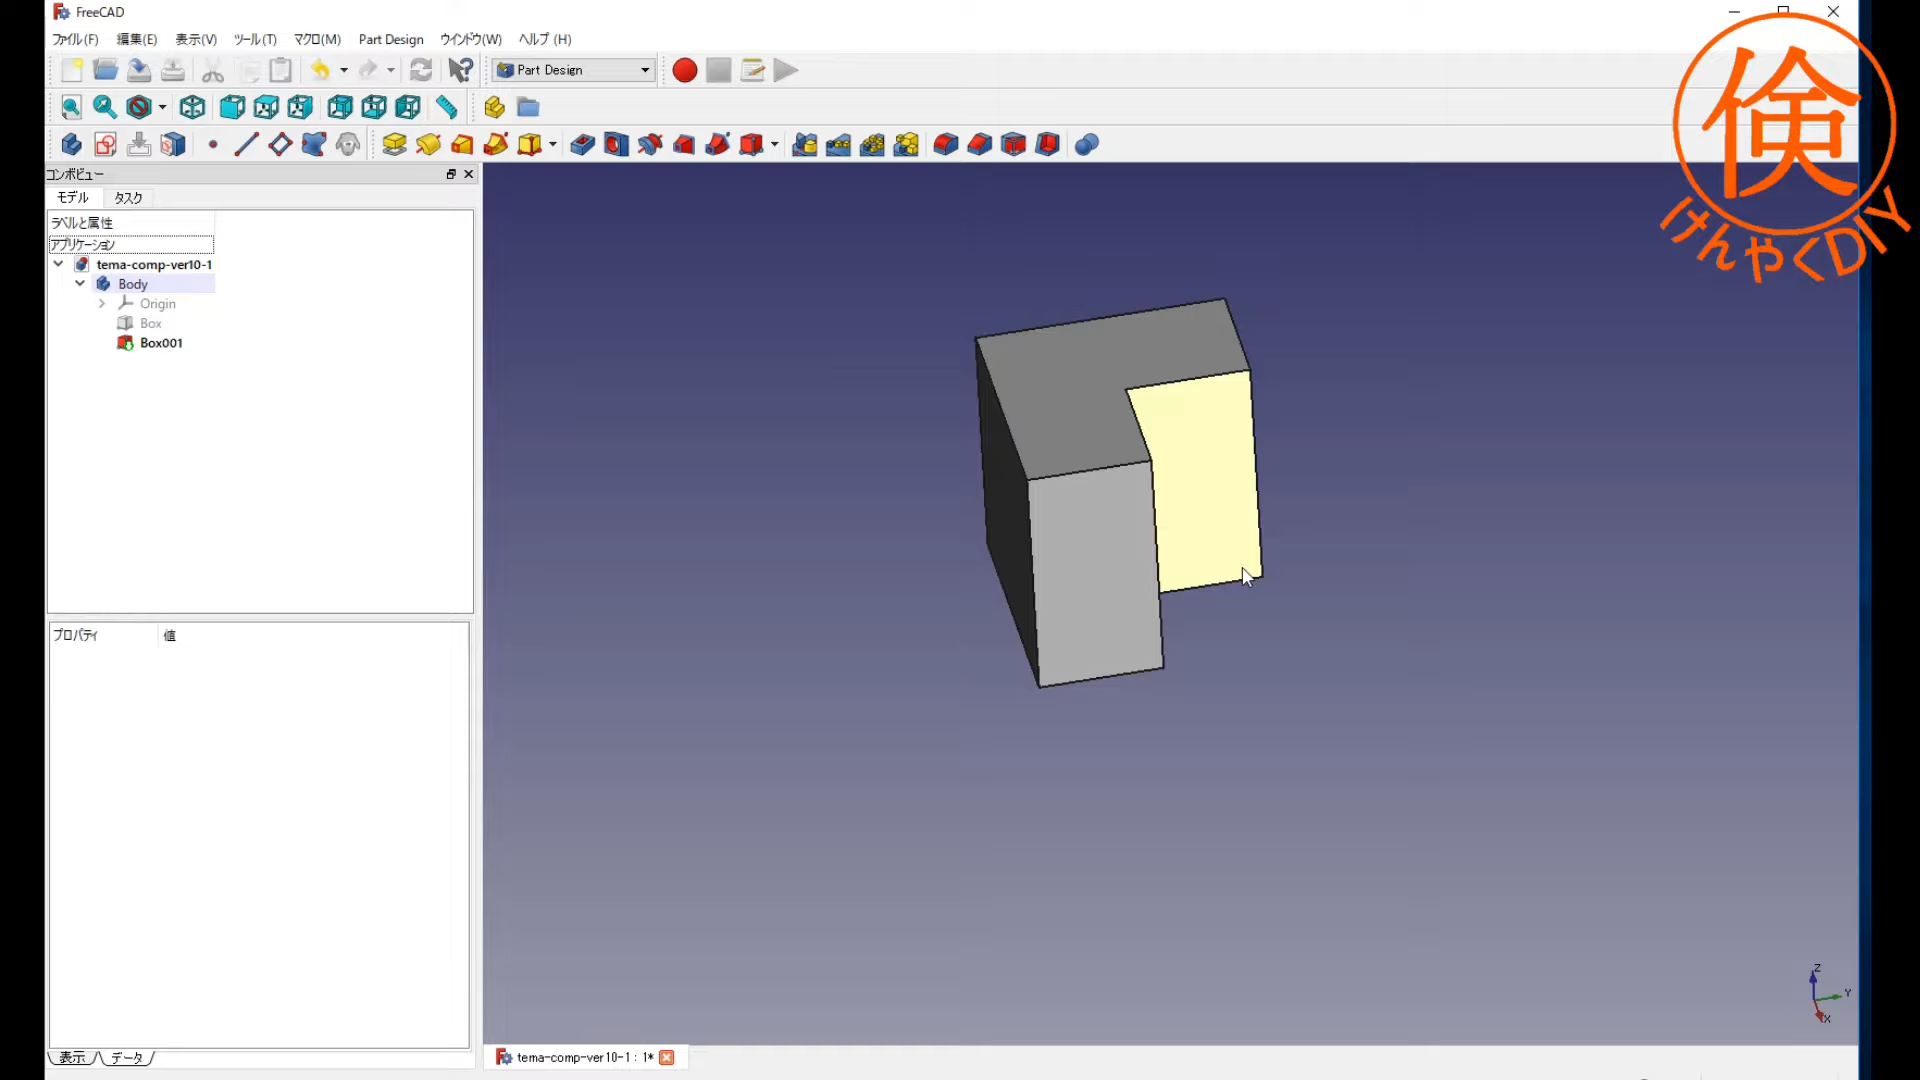 FreeCAD
ファイル(F) 編集(E) 表示(V) ツール(T) マクロ(M) Part Design ウインドウ(W) ヘルプ (H)
Part Design
倹
けんやくDIY
コンボビュー
モデル タスク
ラベルと属性
アプリケーション
tema-comp-ver10-1
Body
Origin
Box
Box001
プロパティ 値
Z
Y
X
表示 データ
tema-comp-ver10-1 : 1*